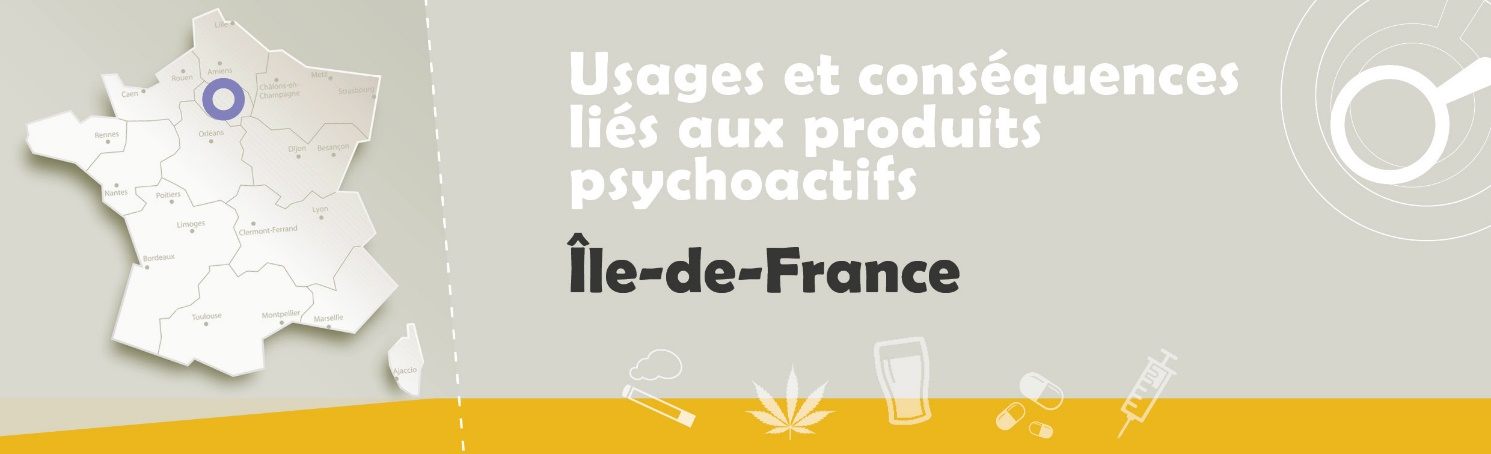 Lille
Amiens
Rouen
Metz
Châlons-en-
Champagne
Strasbourg
Caen
Rennes
Orléans
Dijon
Besançon
Nantes
Poitiers
Limoges
Lyon
Clermont-Ferrand
Bordeaux
Toulouse
Montpellier
Marseille
Ajaccio
Usages et conséquences
liés aux produits
psychoactifs
Île-de-France